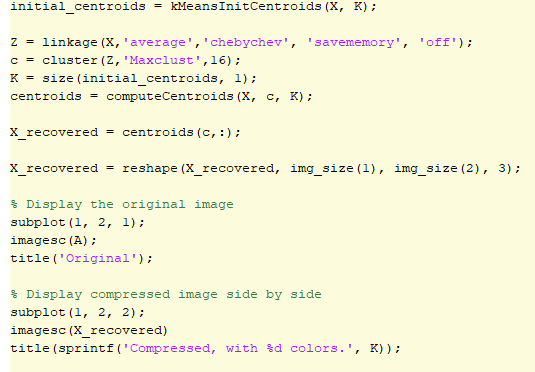 initial_centroids = kMeansInitCentroids(X, K);
Z = linkage(X,'average','chebychev', 'savememory', 'off');
c = cluster(Z,'Maxclust',16);
K = size(initial_centroids, 1);
centroids = computeCentroids(X, c, K);
X_recovered = centroids(c,:);
X_recovered = reshape(X_recovered, img_size(1), img_size(2), 3);
% Display the original image
subplot(1, 2, 1);
imagesc(A);
title('Original');
% Display compressed image side by side
subplot(1, 2, 2);
imagesc(X_recovered)
title(sprintf('Compressed, with %d colors.', K));